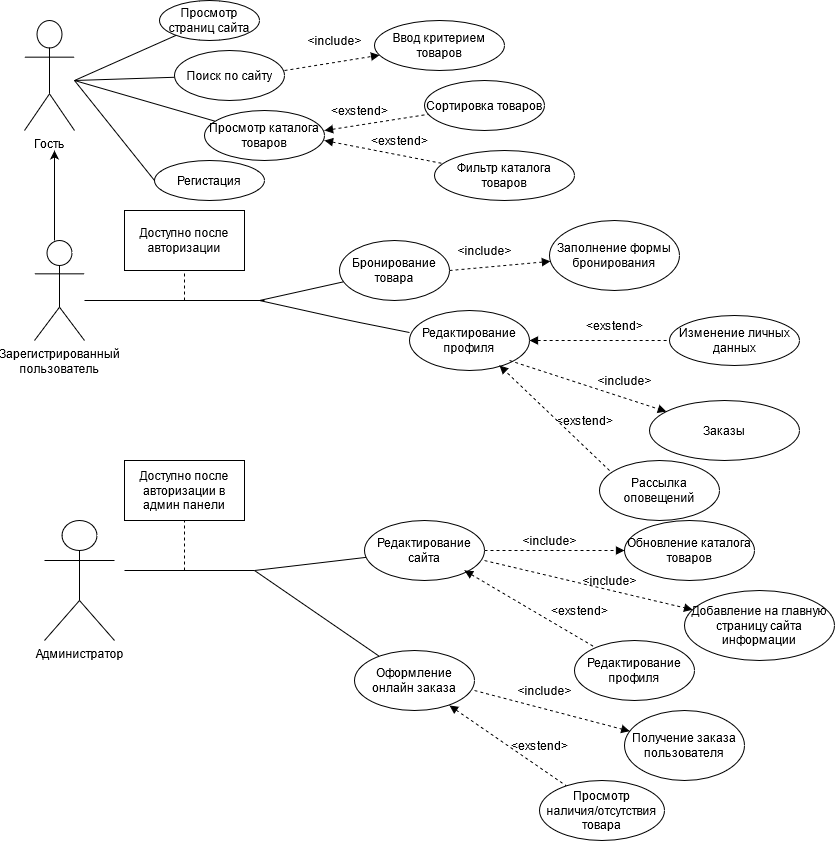 Просмотр
страниц сайта
<include>
Ввод критерием
товаров
Поиск по сайту
<exstend>
Сортировка товаров
Просмотр каталога
товаров
<exstend>
Фильтр каталога
товаров
Гость
Регистация
Доступно после
авторизации
Бронирование
товара
<include>
Заполнение формы
бронирования
Зарегистрированный
пользователь
Редактирование
профиля
<exstend>
Изменение личных
данных
<include>
Заказы
<exstend>
Рассылка
оповещений
Доступно после
авторизации в
админ панели
Администратор
Редактирование
сайта
<include>
Обновление каталога
товаров
<include>
Добавление на главную
страницу сайта
информации
<exstend>
Редактирование
профиля
Оформление
онлайн заказа
<include>
Получение заказа
пользователя
<exstend>
Просмотр
наличия/отсутствия
товара